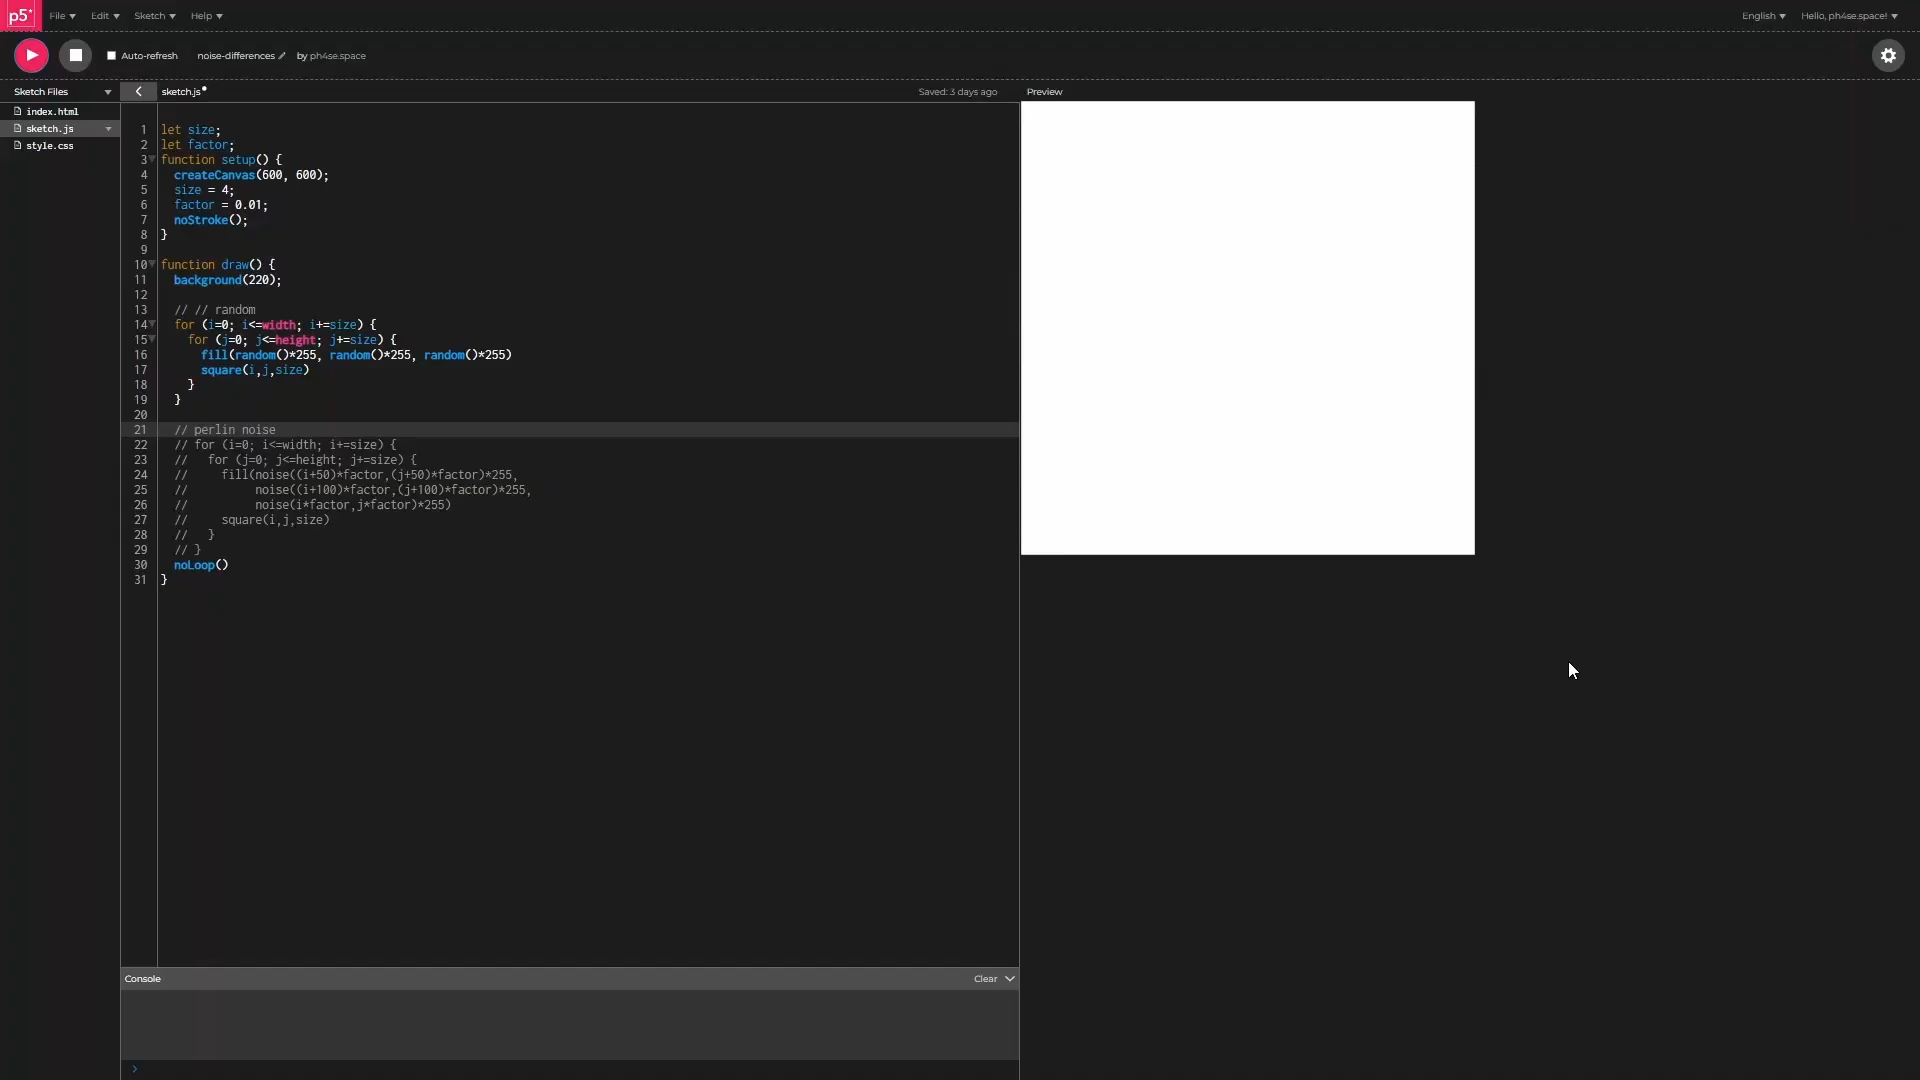 p5* File Edit Sketch Help English Hello, ph4se.space!
Auto-refresh noise-differences by ph4se.space
Sketch Files sketch.js Saved: 3 days ago Preview
index.html
sketch.js
style.css
1 let size;
2 let factor;
3 function setup() {
4 createCanvas(600, 600);
5 size = 4;
6 factor = 0.01;
7 noStroke();
8 }
9
10 function draw() {
11 background(220);
12
13 // // random
14 for (i=0; i<=width; i+=size) {
15 for (j=0; j<=height; j+=size) {
16 fill(random()*255, random()*255, random()*255)
17 square(i,j,size)
18 }
19 }
20
21 // perlin noise
22 // for (i=0; i<=width; i+=size) {
23 // for (j=0; j<=height; j+=size) {
24 // fill(noise((i+50)*factor,(j+50)*factor)*255,
25 // noise((i+100)*factor,(j+100)*factor)*255,
26 // noise(i*factor,j*factor)*255)
27 // square(i,j,size)
28 // }
29 // }
30 noLoop()
31 }
Console Clear
>